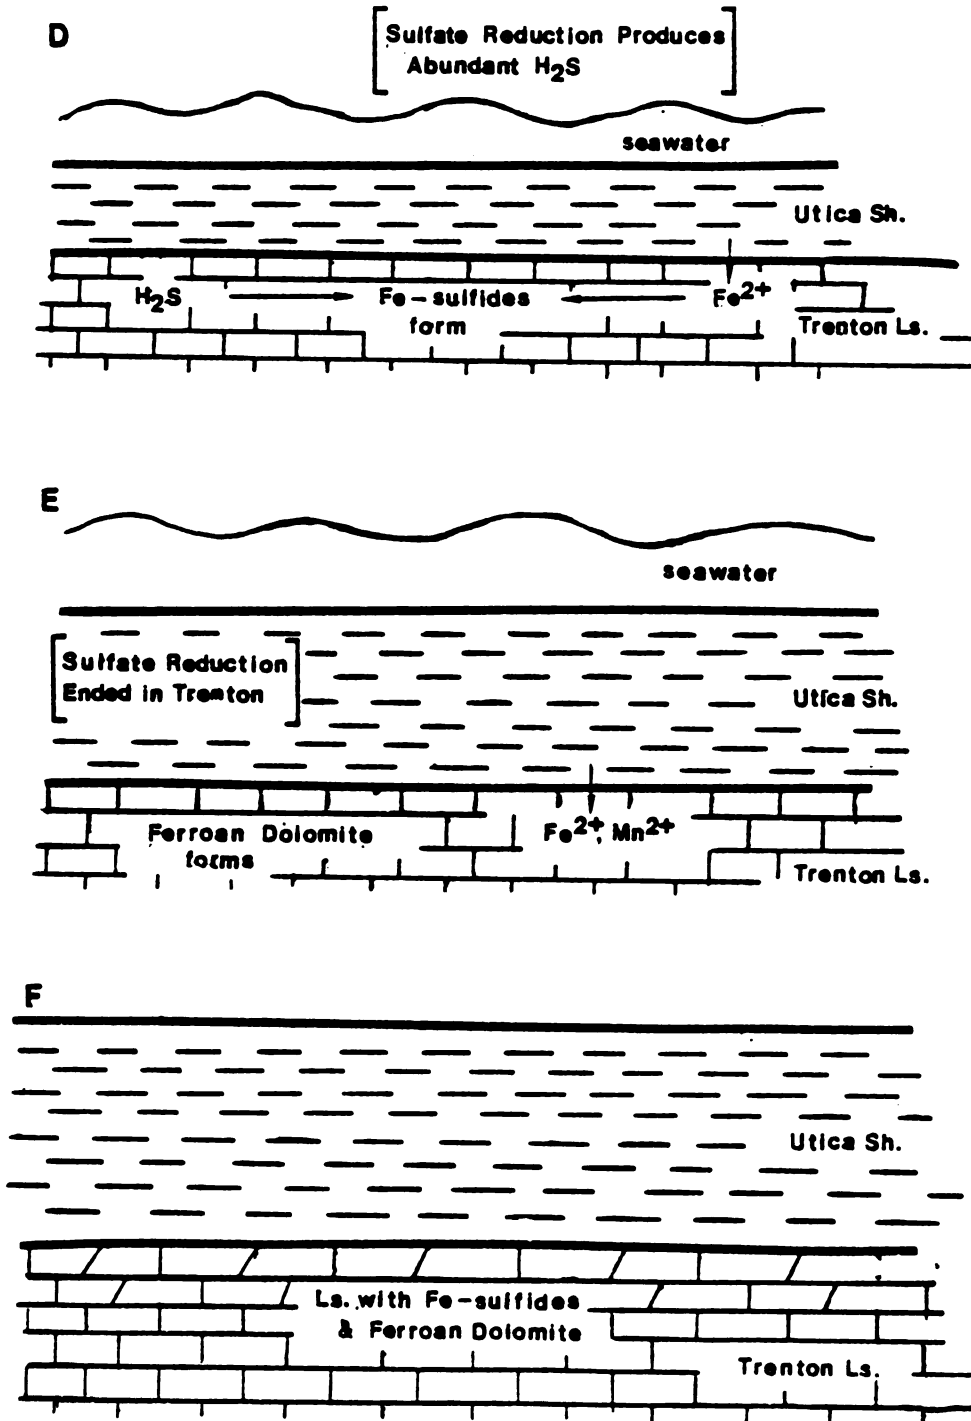 D
Sulfate Reduction Produces
Abundant H₂S
seawater
Utica Sh.
H₂S
Fe-sulfides
form
Fe²⁺
Trenton Ls.
E
seawater
Sulfate Reduction
Ended in Trenton
Utica Sh.
Ferroan Dolomite
forms
Fe²⁺, Mn²⁺
Trenton Ls.
F
Utica Sh.
Ls. with Fe-sulfides
& Ferroan Dolomite
Trenton Ls.